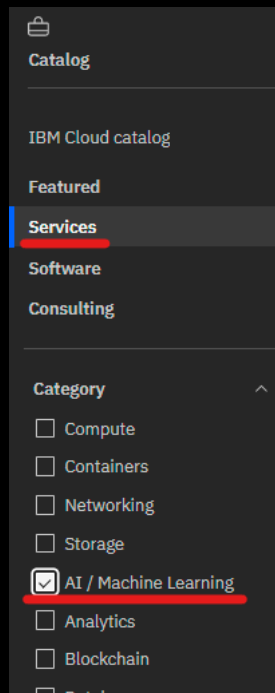 Catalog
IBM Cloud catalog
Featured
Services
Software
Consulting
Category
Compute
Containers
Networking
Storage
AI / Machine Learning
Analytics
Blockchain